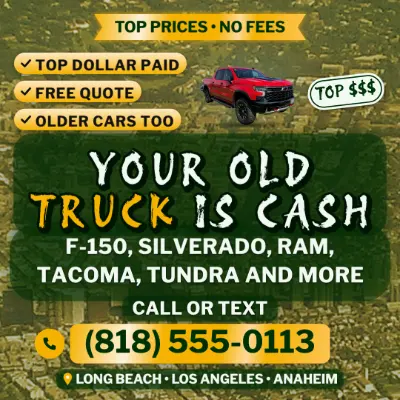 TOP PRICES • NO FEES
TOP DOLLAR PAID
FREE QUOTE
OLDER CARS TOO
TOP $$$
YOUR OLD
TRUCK IS CASH
F-150, SILVERADO, RAM,
TACOMA, TUNDRA AND MORE
CALL OR TEXT
(818) 555-0113
LONG BEACH • LOS ANGELES • ANAHEIM